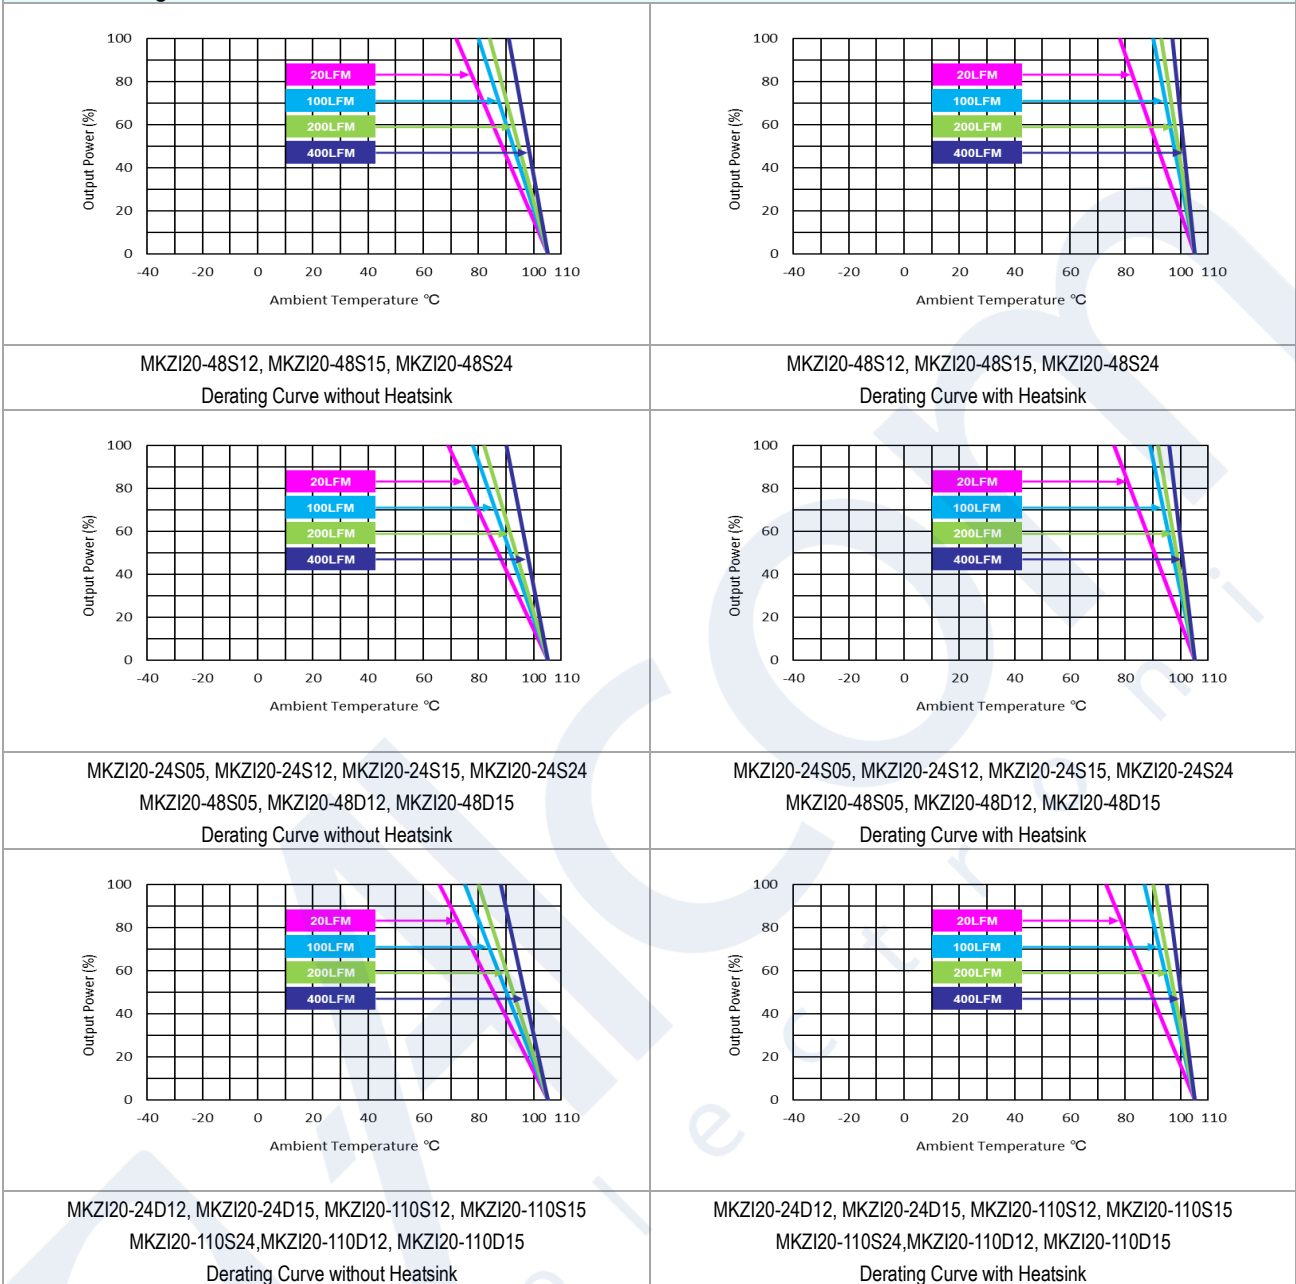 100
80
60
40
20
0
Output Power (%)
20LFM
100LFM
200LFM
400LFM
-40 -20 0 20 40 60 80 100 110
Ambient Temperature ℃
100
80
60
40
20
0
Output Power (%)
20LFM
100LFM
200LFM
400LFM
-40 -20 0 20 40 60 80 100 110
Ambient Temperature ℃
MKZI20-48S12, MKZI20-48S15, MKZI20-48S24
Derating Curve without Heatsink
MKZI20-48S12, MKZI20-48S15, MKZI20-48S24
Derating Curve with Heatsink
100
80
60
40
20
0
Output Power (%)
20LFM
100LFM
200LFM
400LFM
-40 -20 0 20 40 60 80 100 110
Ambient Temperature ℃
100
80
60
40
20
0
Output Power (%)
20LFM
100LFM
200LFM
400LFM
-40 -20 0 20 40 60 80 100 110
Ambient Temperature ℃
MKZI20-24S05, MKZI20-24S12, MKZI20-24S15, MKZI20-24S24
MKZI20-48S05, MKZI20-48D12, MKZI20-48D15
Derating Curve without Heatsink
MKZI20-24S05, MKZI20-24S12, MKZI20-24S15, MKZI20-24S24
MKZI20-48S05, MKZI20-48D12, MKZI20-48D15
Derating Curve with Heatsink
100
80
60
40
20
0
Output Power (%)
20LFM
100LFM
200LFM
400LFM
-40 -20 0 20 40 60 80 100 110
Ambient Temperature ℃
100
80
60
40
20
0
Output Power (%)
20LFM
100LFM
200LFM
400LFM
-40 -20 0 20 40 60 80 100 110
Ambient Temperature ℃
MKZI20-24D12, MKZI20-24D15, MKZI20-110S12, MKZI20-110S15
MKZI20-110S24,MKZI20-110D12, MKZI20-110D15
Derating Curve without Heatsink
MKZI20-24D12, MKZI20-24D15, MKZI20-110S12, MKZI20-110S15
MKZI20-110S24,MKZI20-110D12, MKZI20-110D15
Derating Curve with Heatsink